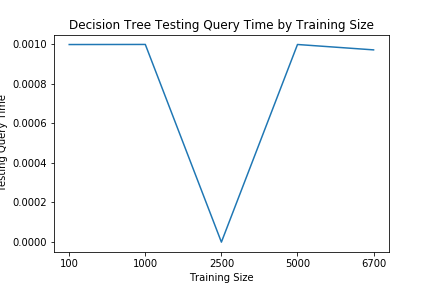 Decision Tree Testing Query Time by Training Size
0.0010
0.0008
0.0006
0.0004
0.0002
0.0000
Testing Query Time
100 1000 2500 5000 6700
Training Size